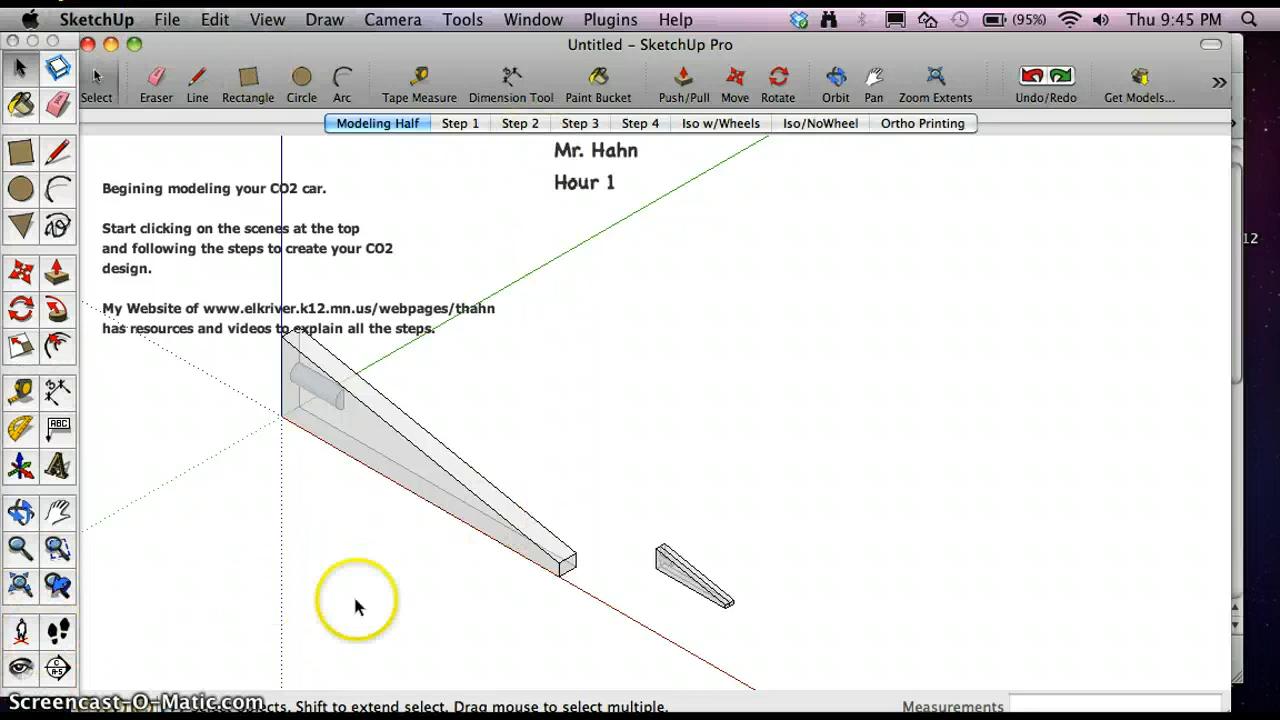 SketchUp File Edit View Draw Camera Tools Window Plugins Help (95%) Thu 9:45 PM
Untitled – SketchUp Pro
Select Eraser Line Rectangle Circle Arc Tape Measure Dimension Tool Paint Bucket Push/Pull Move Rotate Orbit Pan Zoom Extents Undo/Redo Get Models... »
Modeling Half Step 1 Step 2 Step 3 Step 4 Iso w/Wheels Iso/NoWheel Ortho Printing
Mr. Hahn
Hour 1
Begining modeling your CO2 car.
Start clicking on the scenes at the top
and following the steps to create your CO2
design.
My Website of www.elkriver.k12.mn.us/webpages/thahn
has resources and videos to explain all the steps.
12
ABC
A
C
A-5
Screencast-O-Matic.com
Shift to extend select. Drag mouse to select multiple.
Measurements